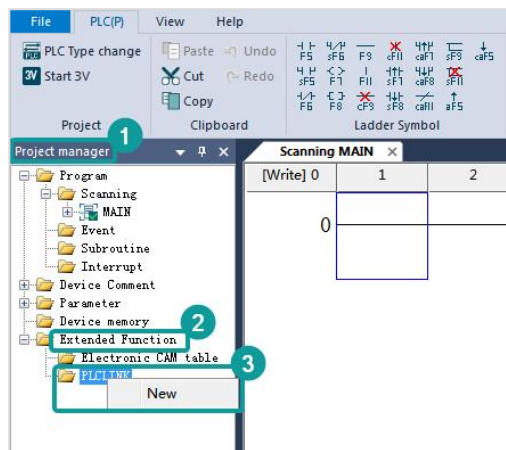 File PLC(P) View Help
PLC Type change Paste Undo
Start 3V Cut Redo
Copy
F5 sF6 F9 cF11 caF7 sF9 caF5
sF5 F7 F11 sF7 caF8 sF11
F6 F8 cF9 sF8 caF11 aF5
Project Clipboard Ladder Symbol
1
Project manager
Scanning MAIN
[Write] 0 1 2
0
Program
Scanning
MAIN
Event
Subroutine
Interrupt
Device Comment
Parameter
Device memory
2
Extended Function
Electronic CAM table
3
PLCLINK
New